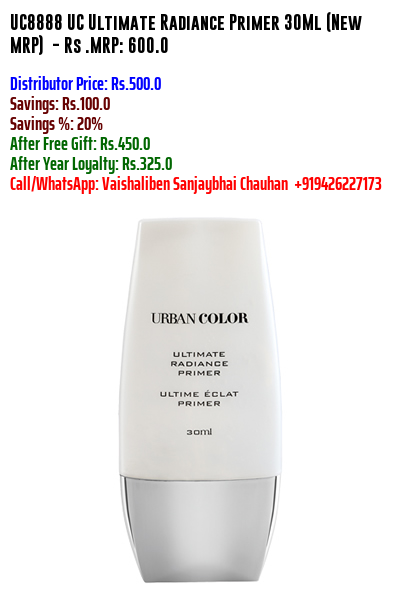 UC8888 UC Ultimate Radiance Primer 30Ml (New
MRP) - Rs .MRP: 600.0
Distributor Price: Rs.500.0
Savings: Rs.100.0
Savings %: 20%
After Free Gift: Rs.450.0
After Year Loyalty: Rs.325.0
Call/WhatsApp: Vaishaliben Sanjaybhai Chauhan +919426227173
URBAN COLOR
ULTIMATE
RADIANCE
PRIMER
ULTIME ÉCLAT
PRIMER
30ml